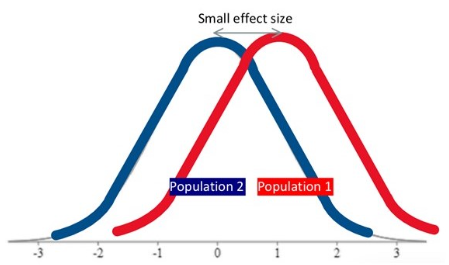 Small effect size
Population 2
Population 1
-3 -2 -1 0 1 2 3